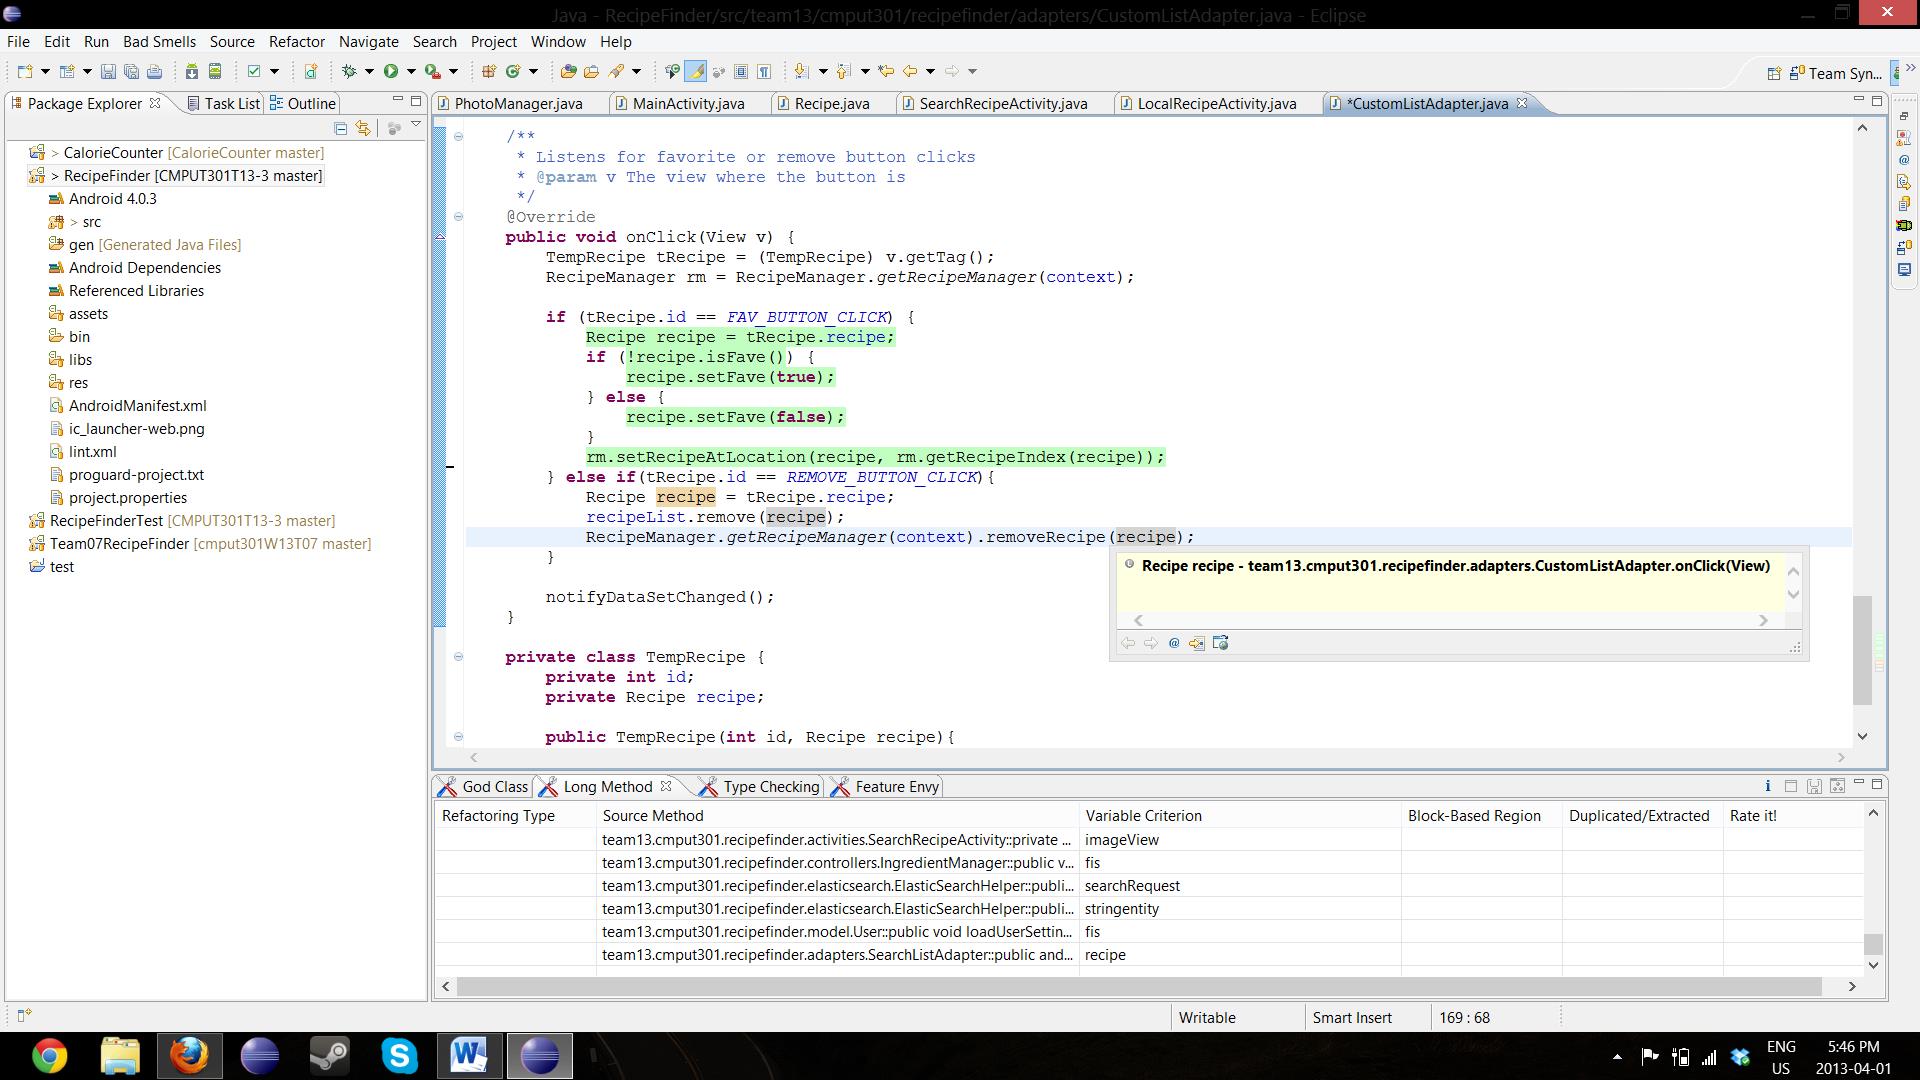 Java - RecipeFinder/src/team13/cmput301/recipefinder/adapters/CustomListAdapter.java - Eclipse
File Edit Run Bad Smells Source Refactor Navigate Search Project Window Help
Team Syn...
Package Explorer Task List Outline
PhotoManager.java MainActivity.java Recipe.java SearchRecipeActivity.java LocalRecipeActivity.java *CustomListAdapter.java
> CalorieCounter [CalorieCounter master]
> RecipeFinder [CMPUT301T13-3 master]
Android 4.0.3
> src
gen [Generated Java Files]
Android Dependencies
Referenced Libraries
assets
bin
libs
res
AndroidManifest.xml
ic_launcher-web.png
lint.xml
proguard-project.txt
project.properties
RecipeFinderTest [CMPUT301T13-3 master]
Team07RecipeFinder [cmput301W13T07 master]
test
/**
* Listens for favorite or remove button clicks
* @param v The view where the button is
*/
@Override
public void onClick(View v) {
TempRecipe tRecipe = (TempRecipe) v.getTag();
RecipeManager rm = RecipeManager.getRecipeManager(context);
if (tRecipe.id == FAV_BUTTON_CLICK) {
Recipe recipe = tRecipe.recipe;
if (!recipe.isFave()) {
recipe.setFave(true);
} else {
recipe.setFave(false);
}
rm.setRecipeAtLocation(recipe, rm.getRecipeIndex(recipe));
} else if(tRecipe.id == REMOVE_BUTTON_CLICK){
Recipe recipe = tRecipe.recipe;
recipeList.remove(recipe);
RecipeManager.getRecipeManager(context).removeRecipe(recipe);
}
notifyDataSetChanged();
}
private class TempRecipe {
private int id;
private Recipe recipe;
public TempRecipe(int id, Recipe recipe){
Recipe recipe - team13.cmput301.recipefinder.adapters.CustomListAdapter.onClick(View)
God Class Long Method Type Checking Feature Envy
Refactoring Type Source Method Variable Criterion Block-Based Region Duplicated/Extracted Rate it!
team13.cmput301.recipefinder.activities.SearchRecipeActivity::private ... imageView
team13.cmput301.recipefinder.controllers.IngredientManager::public v... fis
team13.cmput301.recipefinder.elasticsearch.ElasticSearchHelper::publi... searchRequest
team13.cmput301.recipefinder.elasticsearch.ElasticSearchHelper::publi... stringentity
team13.cmput301.recipefinder.model.User::public void loadUserSettin... fis
team13.cmput301.recipefinder.adapters.SearchListAdapter::public and... recipe
Writable Smart Insert 169 : 68
ENG 5:46 PM
US 2013-04-01